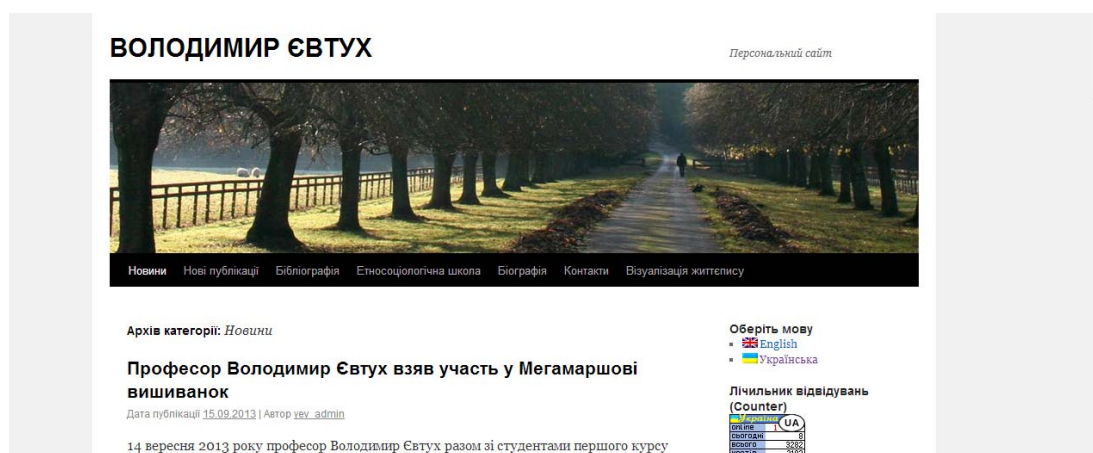 ВОЛОДИМИР ЄВТУХ
Персональний сайт
Новини Нові публікації Бібліографія Етносоціологічна школа Біографія Контакти Візуалізація життєпису
Архів категорії: Новини
Професор Володимир Євтух взяв участь у Мегамаршові
вишиванок
Дата публікації 15.09.2013 | Автор yev_admin
14 вересня 2013 року професор Володимир Євтух разом зі студентами першого курсу
Оберіть мову
English
Українська
Лічильник відвідувань
(Counter)
Україна
UA
online 1
сьогодні 8
всього 3282